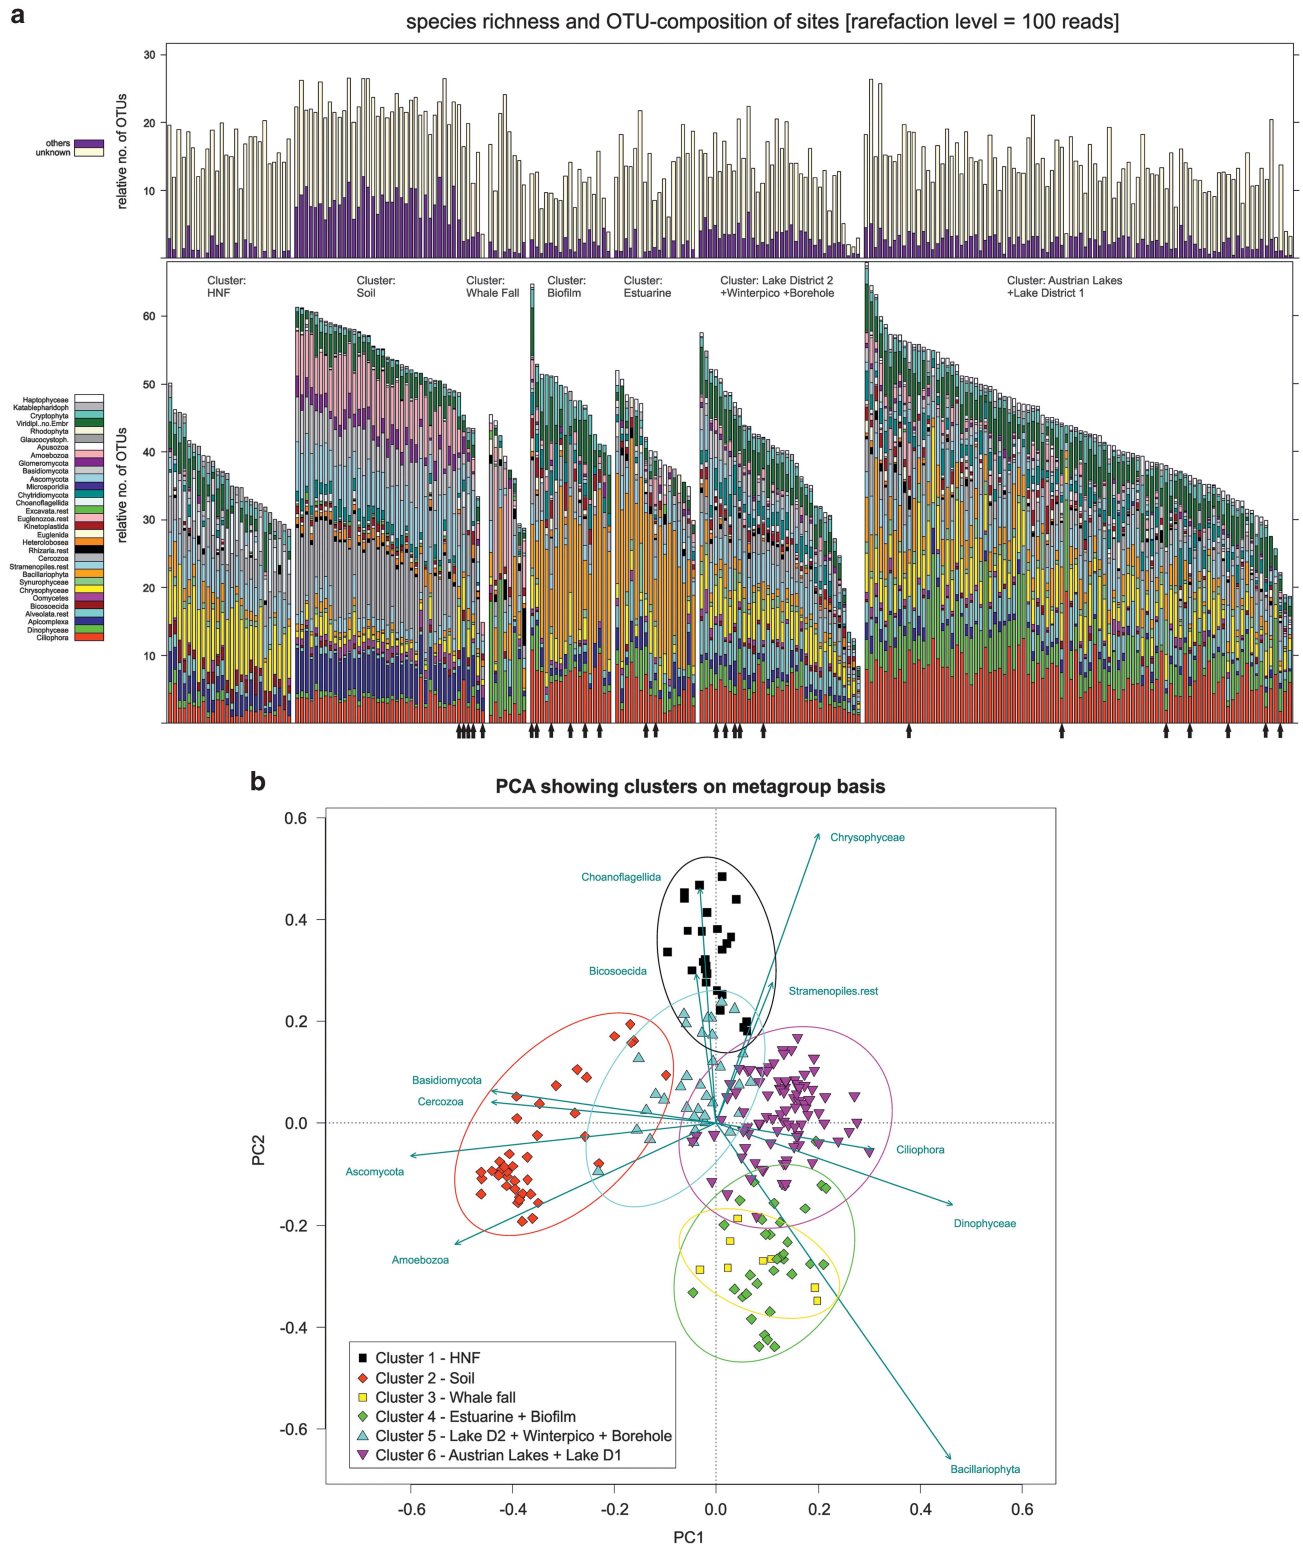 a
species richness and OTU-composition of sites [rarefaction level = 100 reads]
30
20
10
relative no. of OTUs
others
unknown
Cluster:
HNF
Cluster:
Soil
Cluster:
Whale Fall
Cluster:
Biofilm
Cluster:
Estuarine
Cluster: Lake District 2
+Winterpico +Borehole
Cluster: Austrian Lakes
+Lake District 1
60
50
40
30
20
10
relative no. of OTUs
Haptophyceae
Katablepharidoph
Cryptophyta
Viridipl..no.Embr
Rhodophyta
Glaucocystoph.
Apusozoa
Amoebozoa
Glomeromycota
Basidiomycota
Ascomycota
Microsporidia
Chytridiomycota
Choanoflagellida
Excavata.rest
Euglenozoa.rest
Kinetoplastida
Euglenida
Heterolobosea
Rhizaria.rest
Cercozoa
Stramenopiles.rest
Bacillariophyta
Synurophyceae
Chrysophyceae
Oomycetes
Bicosoecida
Alveolata.rest
Apicomplexa
Dinophyceae
Ciliophora
b
PCA showing clusters on metagroup basis
0.6
0.4
0.2
0.0
-0.2
-0.4
-0.6
PC2
Chrysophyceae
Choanoflagellida
Bicosoecida
Stramenopiles.rest
Basidiomycota
Cercozoa
Ciliophora
Ascomycota
Dinophyceae
Amoebozoa
Bacillariophyta
Cluster 1 - HNF
Cluster 2 - Soil
Cluster 3 - Whale fall
Cluster 4 - Estuarine + Biofilm
Cluster 5 - Lake D2 + Winterpico + Borehole
Cluster 6 - Austrian Lakes + Lake D1
-0.6
-0.4
-0.2
0.0
0.2
0.4
0.6
PC1